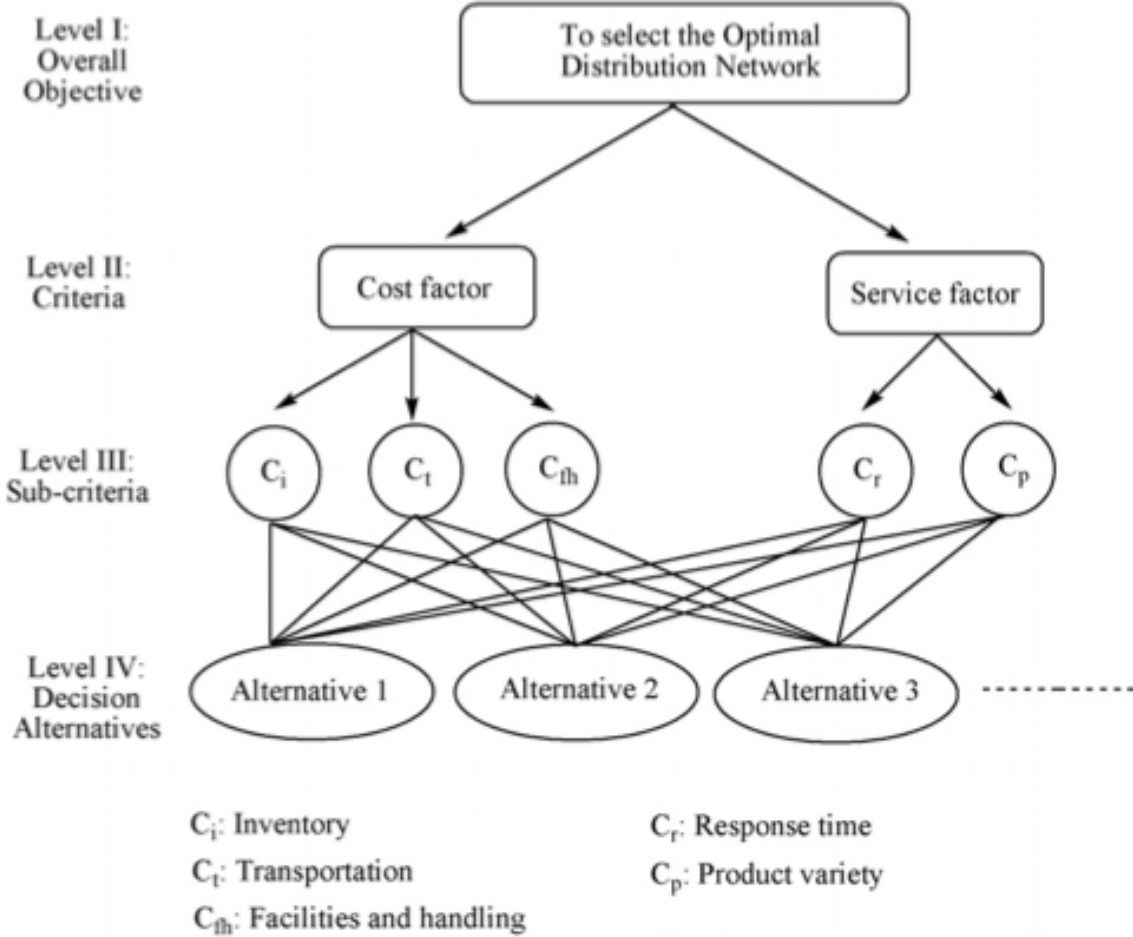 Level I:
Overall
Objective
To select the Optimal
Distribution Network
Level II:
Criteria
Cost factor
Service factor
Level III:
Sub-criteria
Cᵢ
Cₜ
C_fh
Cᵣ
Cₚ
Level IV:
Decision
Alternatives
Alternative 1
Alternative 2
Alternative 3
Cᵢ: Inventory
Cₜ: Transportation
C_fh: Facilities and handling
Cᵣ: Response time
Cₚ: Product variety